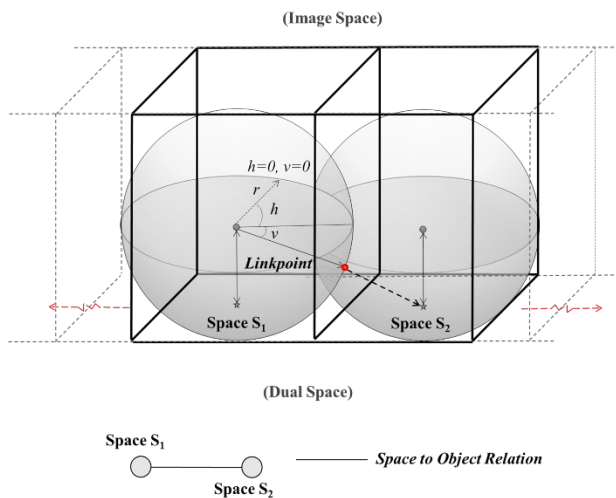 (Image Space)
h=0, v=0
r
h
v
Linkpoint
Space S1
Space S2
(Dual Space)
Space S1
Space S2
Space to Object Relation